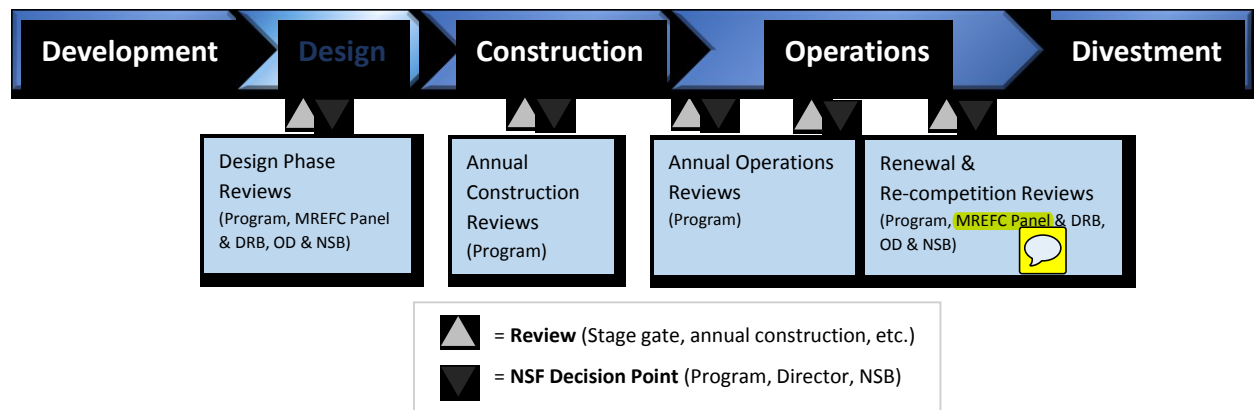 Development
Design
Construction
Operations
Divestment
Design Phase
Reviews
(Program, MREFC Panel
& DRB, OD & NSB)
Annual
Construction
Reviews
(Program)
Annual Operations
Reviews
(Program)
Renewal &
Re-competition Reviews
(Program, MREFC Panel & DRB,
OD & NSB)
= Review (Stage gate, annual construction, etc.)
= NSF Decision Point (Program, Director, NSB)